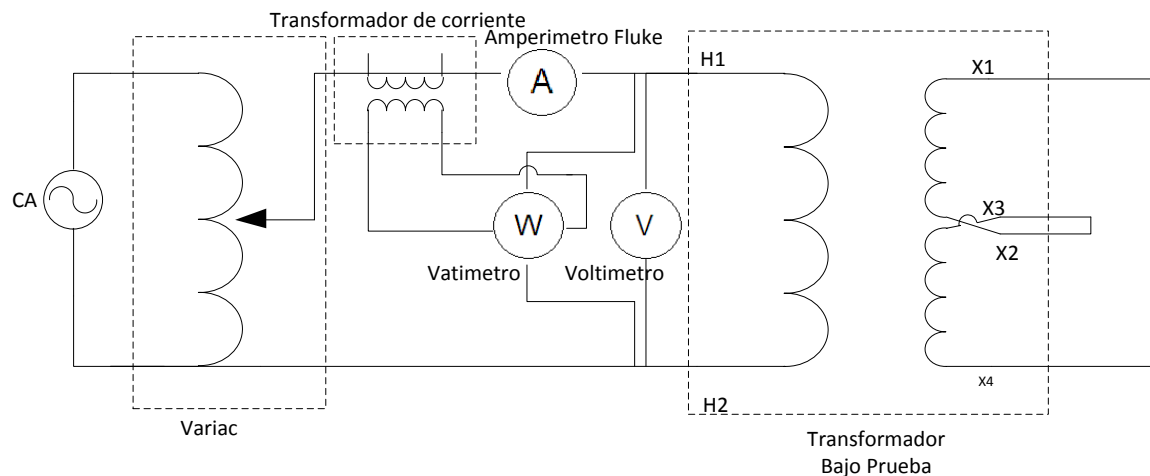 Transformador de corriente
Amperimetro Fluke
A
H1
X1
CA
W
V
X3
X2
Vatimetro
Voltimetro
X4
H2
Variac
Transformador
Bajo Prueba